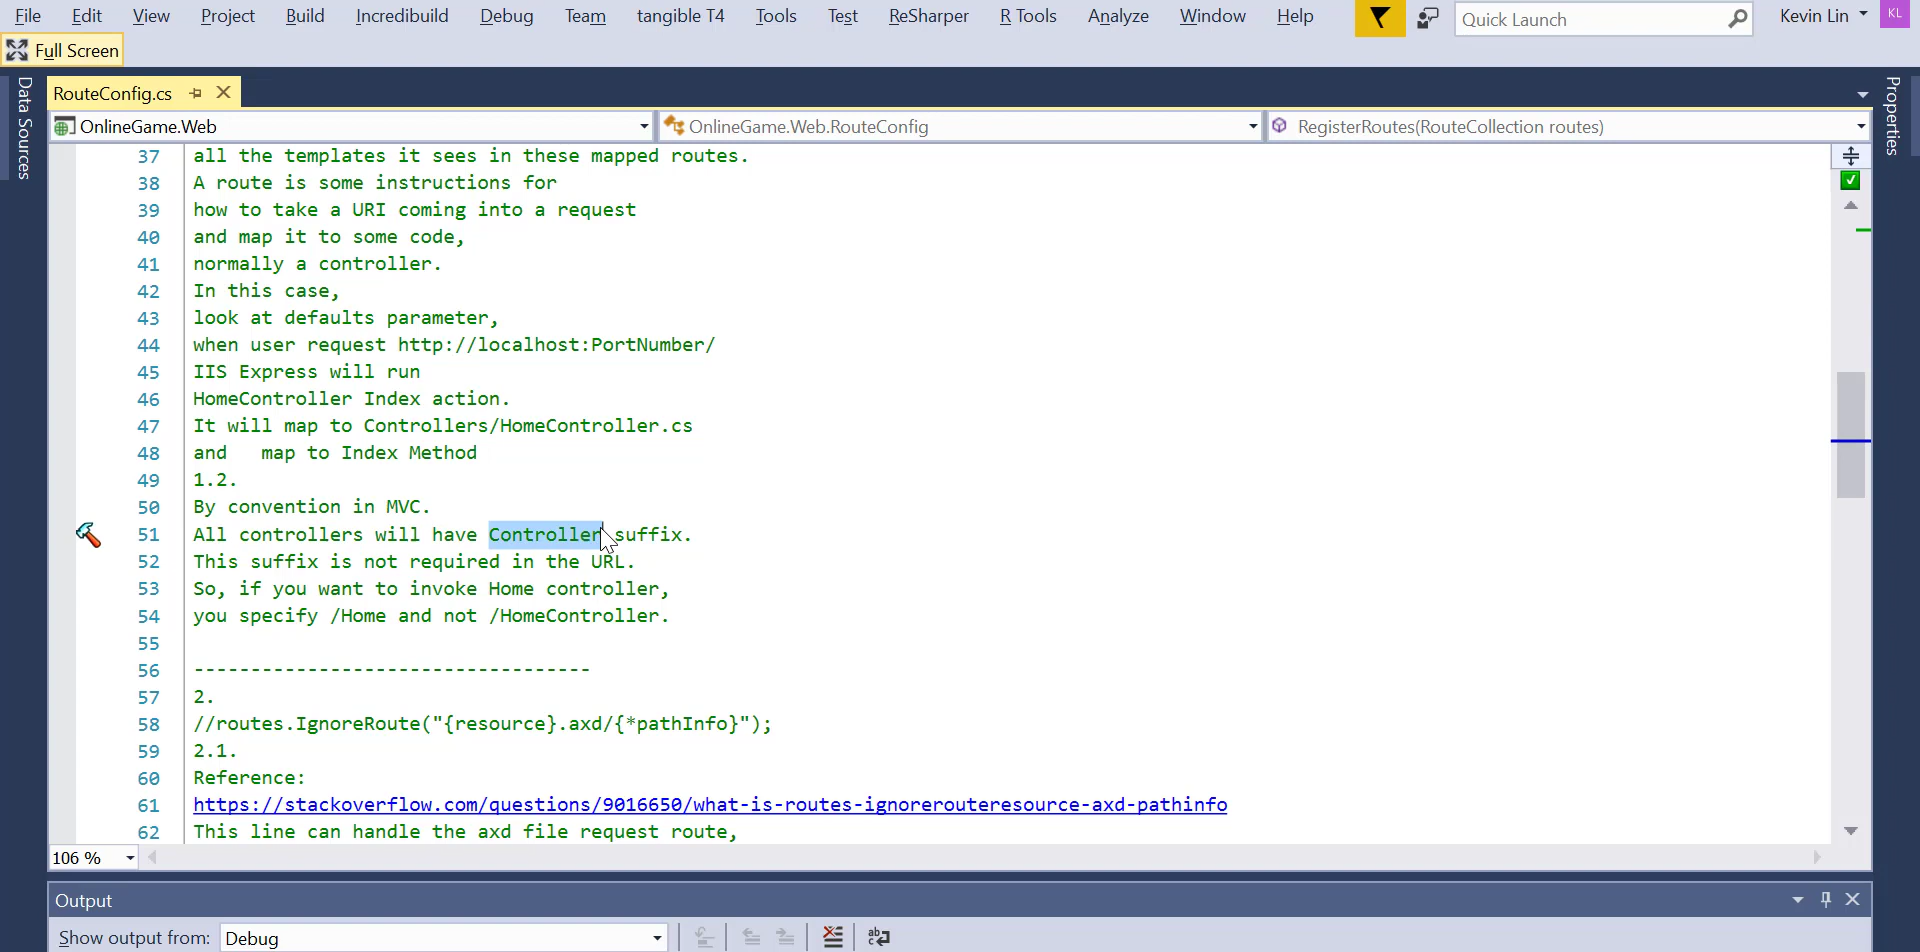 File Edit View Project Build Incredibuild Debug Team tangible T4 Tools Test ReSharper R Tools Analyze Window Help Quick Launch Kevin Lin KL
Full Screen
Data Sources
RouteConfig.cs
Properties
OnlineGame.Web OnlineGame.Web.RouteConfig RegisterRoutes(RouteCollection routes)
37 all the templates it sees in these mapped routes.
38 A route is some instructions for
39 how to take a URI coming into a request
40 and map it to some code,
41 normally a controller.
42 In this case,
43 look at defaults parameter,
44 when user request http://localhost:PortNumber/
45 IIS Express will run
46 HomeController Index action.
47 It will map to Controllers/HomeController.cs
48 and   map to Index Method
49 1.2.
50 By convention in MVC.
51 All controllers will have Controller suffix.
52 This suffix is not required in the URL.
53 So, if you want to invoke Home controller,
54 you specify /Home and not /HomeController.
55
56 -----------------------------------
57 2.
58 //routes.IgnoreRoute("{resource}.axd/{*pathInfo}");
59 2.1.
60 Reference:
61 https://stackoverflow.com/questions/9016650/what-is-routes-ignorerouteresource-axd-pathinfo
62 This line can handle the axd file request route,
106 %
Output
Show output from: Debug